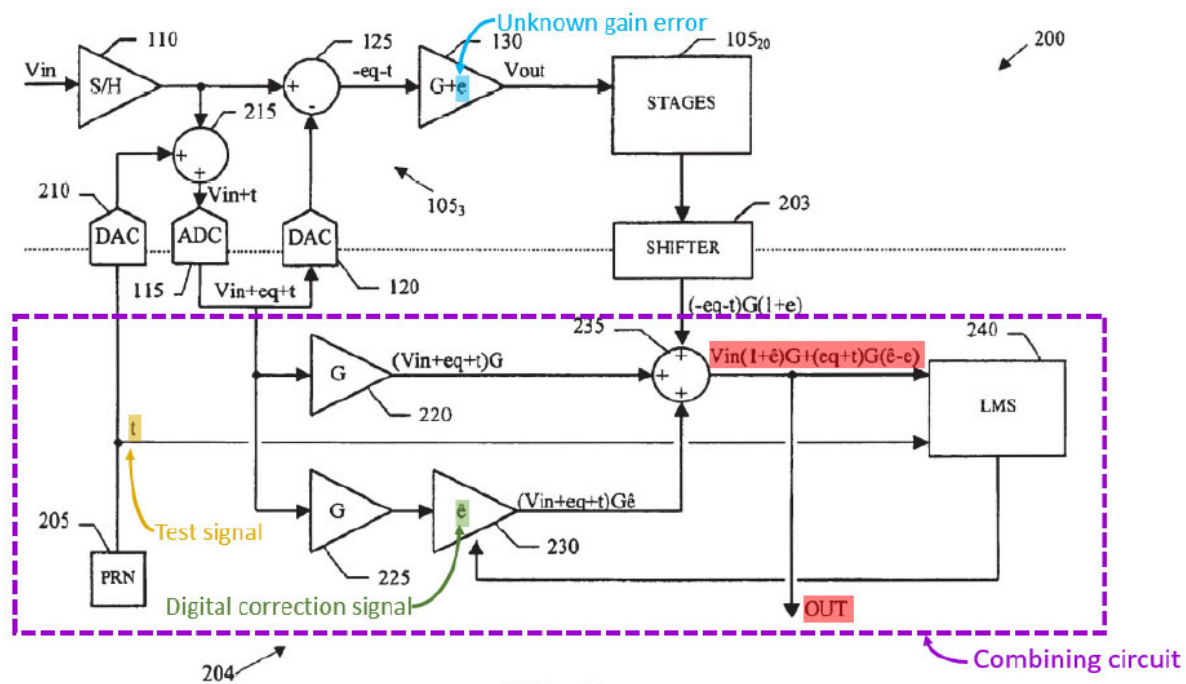 Unknown gain error
110
125
130
105₂₀
200
Vin
S/H
+
-
-eq-t
G+e
Vout
STAGES
215
+
+
210
Vin+t
105₃
203
DAC
ADC
DAC
SHIFTER
115
Vin+eq+t
120
(-eq-t)G(1+e)
235
240
G
(Vin+eq+t)G
+
+
+
Vin(1+ê)G+(eq+t)G(ê-e)
LMS
220
t
205
Test signal
G
ê
(Vin+eq+t)Gê
PRN
225
230
Digital correction signal
OUT
Combining circuit
204